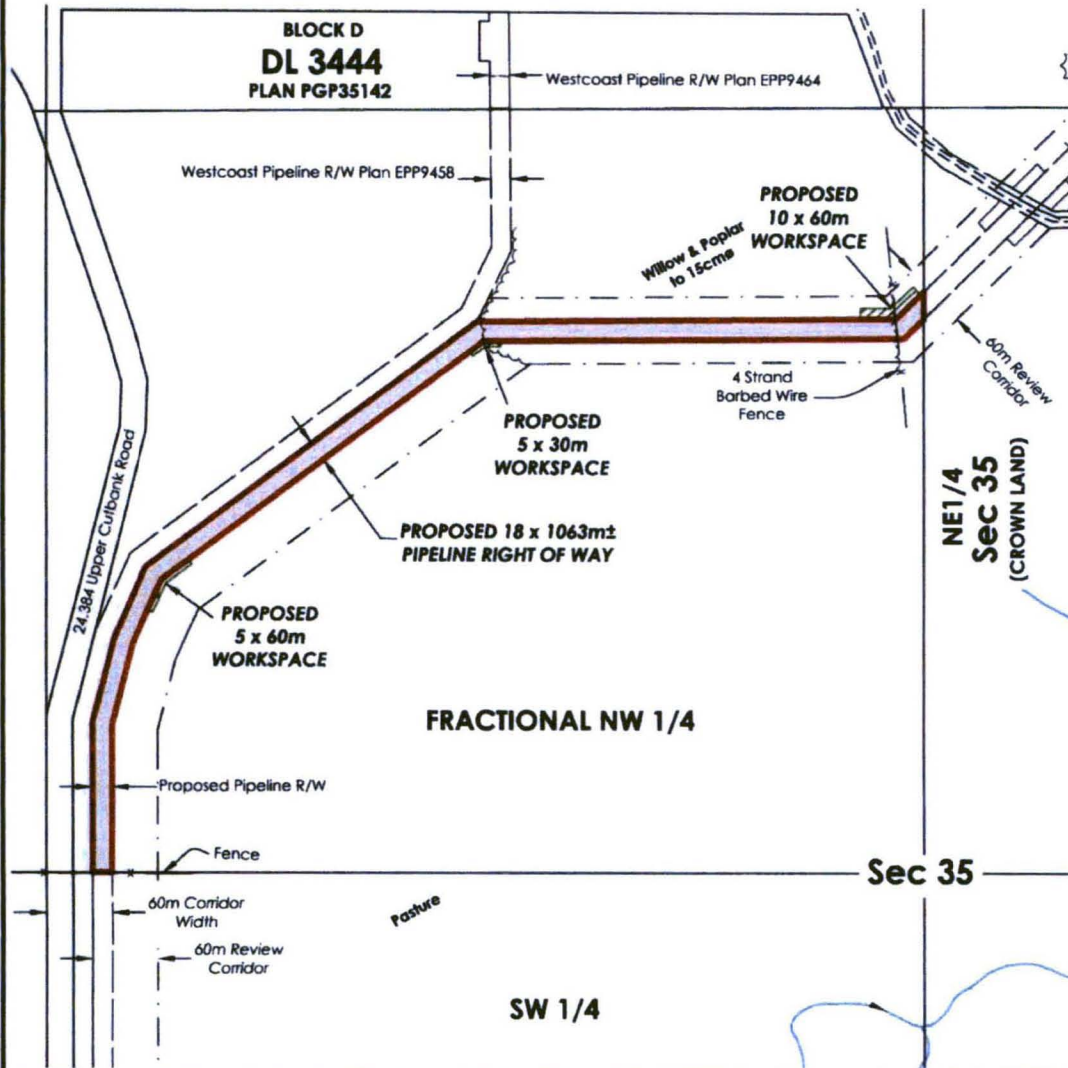 BLOCK D
DL 3444
PLAN PGP35142
Westcoast Pipeline R/W Plan EPP9464
Westcoast Pipeline R/W Plan EPP9458
PROPOSED
10 x 60m
WORKSPACE
Willow & Poplar
to 15cmø
60m Review
Corridor
4 Strand
Barbed Wire
Fence
PROPOSED
5 x 30m
WORKSPACE
24.384 Upper Cutbank Road
NE1/4
Sec 35
(CROWN LAND)
PROPOSED 18 x 1063m±
PIPELINE RIGHT OF WAY
PROPOSED
5 x 60m
WORKSPACE
FRACTIONAL NW 1/4
Proposed Pipeline R/W
Fence
Sec 35
60m Corridor
Width
Pasture
60m Review
Corridor
SW 1/4